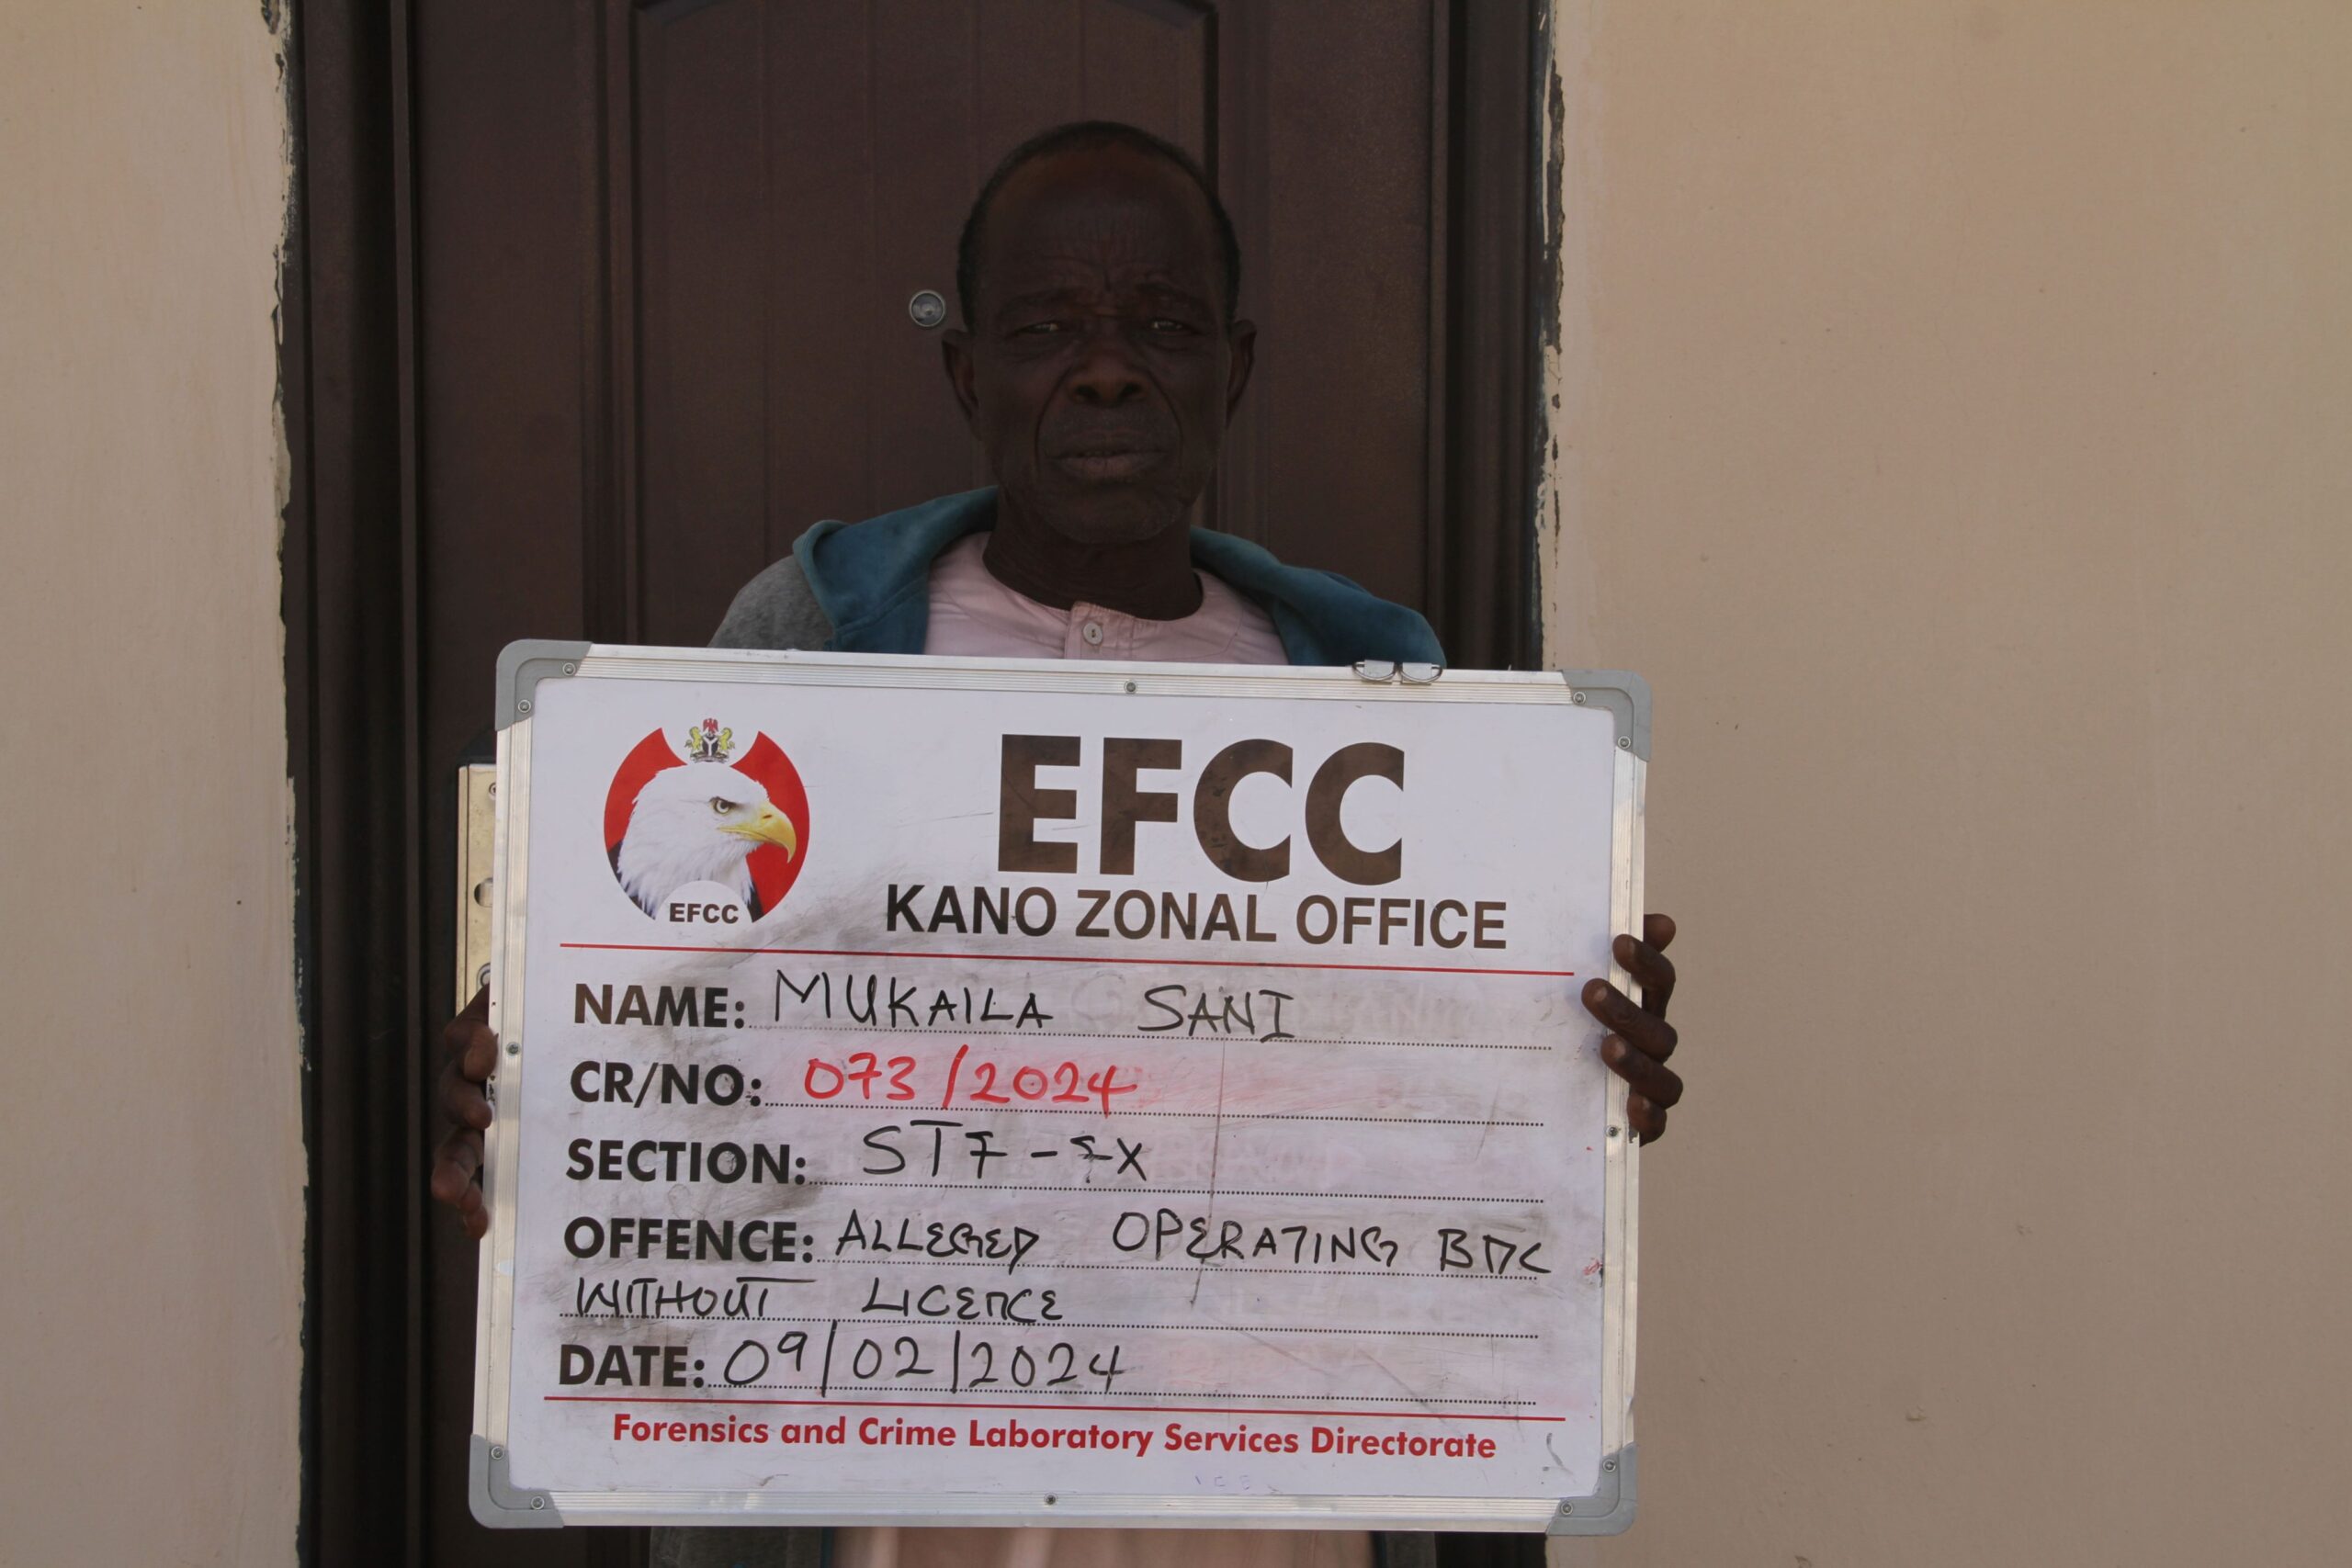 EFCC
EFCC
KANO ZONAL OFFICE
NAME: MUKAILA SANI
CR/NO: 073/2024
SECTION: STF-FX
OFFENCE: ALLEGED OPERATING BDC
WITHOUT LICENCE
DATE: 09/02/2024
Forensics and Crime Laboratory Services Directorate